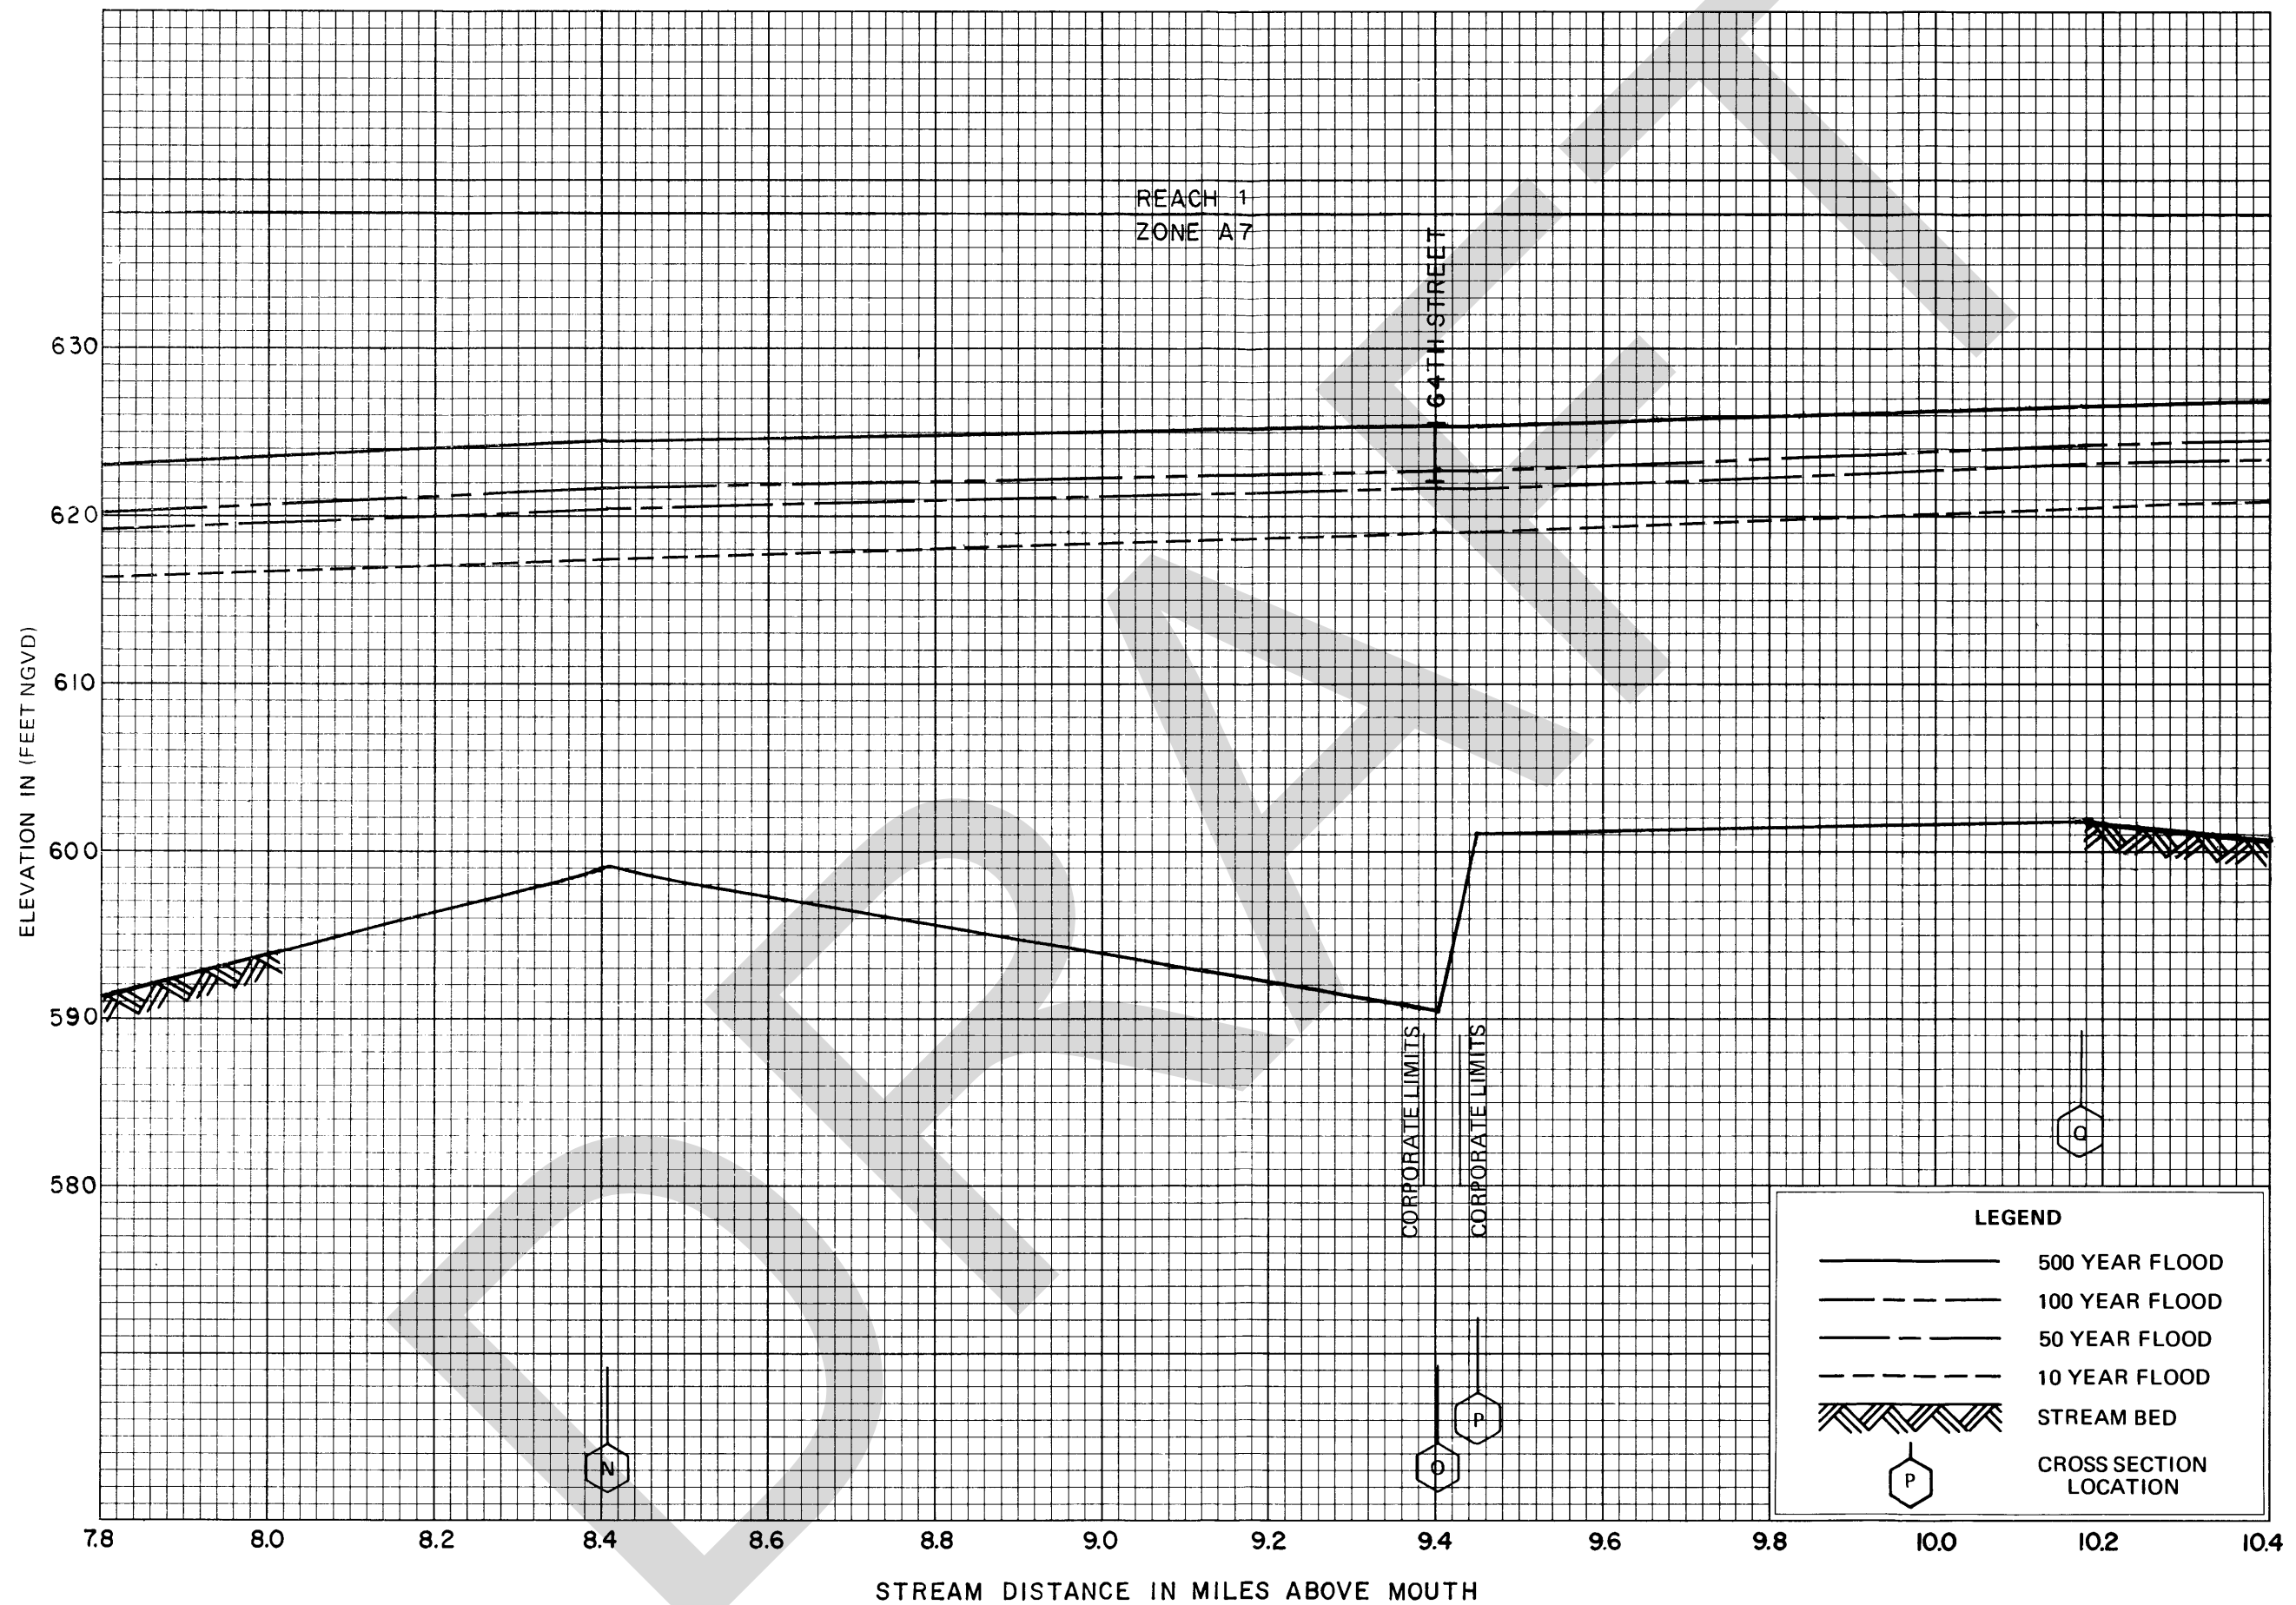 REACH 1
ZONE A7
64TH STREET
630
620
610
600
590
580
ELEVATION IN (FEET NGVD)
CORPORATE LIMITS
CORPORATE LIMITS
N
O
P
Q
LEGEND
500 YEAR FLOOD
100 YEAR FLOOD
50 YEAR FLOOD
10 YEAR FLOOD
STREAM BED
P
CROSS SECTION
LOCATION
7.8 8.0 8.2 8.4 8.6 8.8 9.0 9.2 9.4 9.6 9.8 10.0 10.2 10.4
STREAM DISTANCE IN MILES ABOVE MOUTH
DRAFT